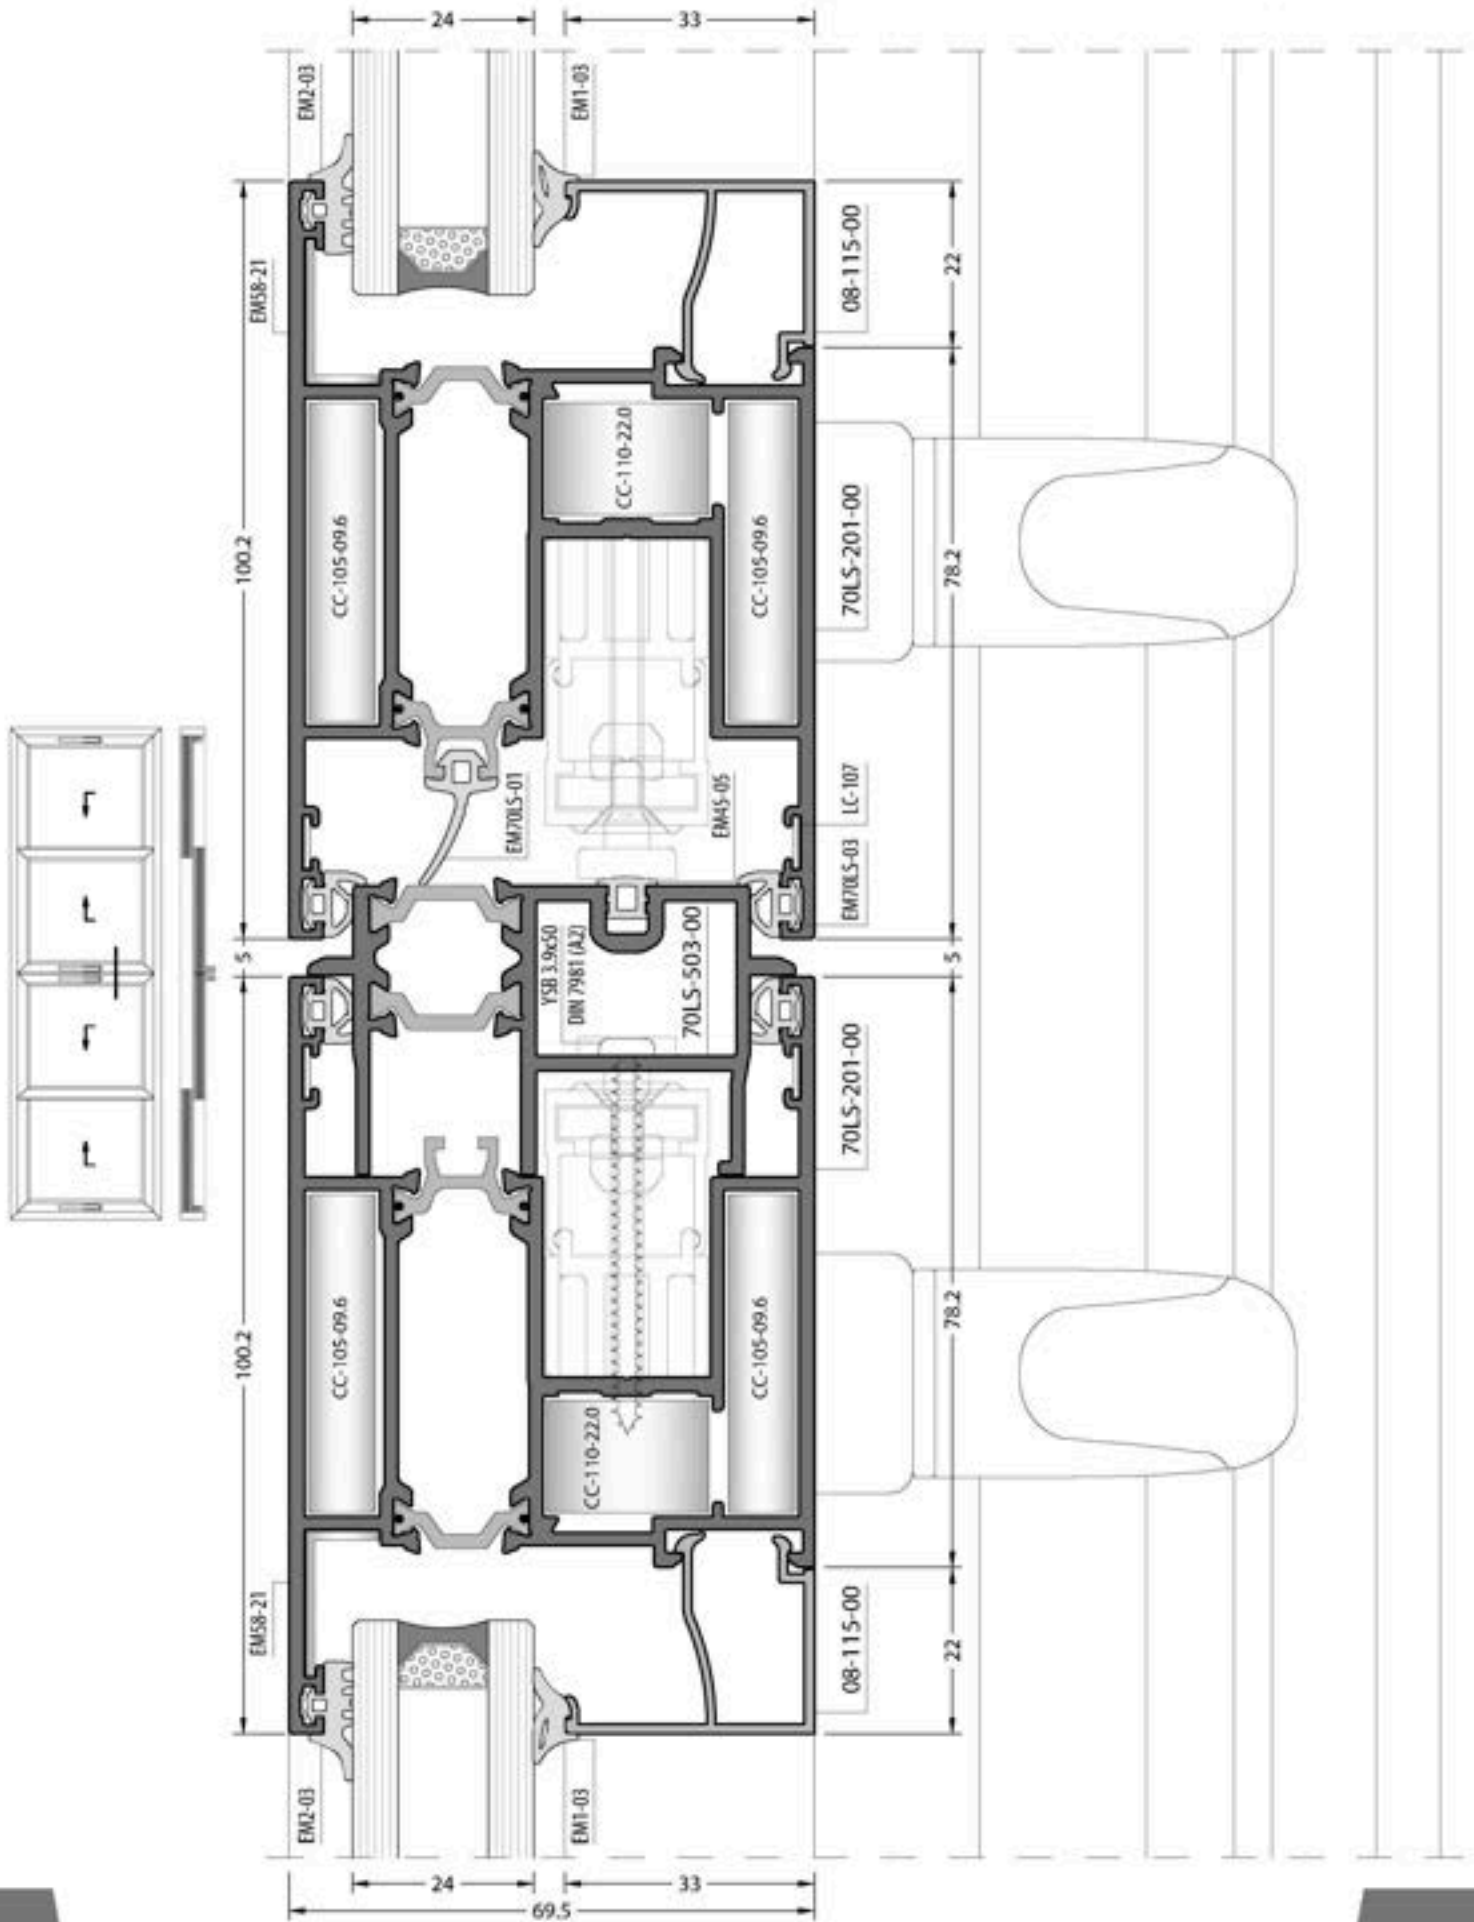 24
33
EM2-03
EM1-03
EM58-21
08-115-00
22
CC-110-22.0
CC-105-09.6
CC-105-09.6
70LS-201-00
100.2
78.2
EM70LS-01
EM45-05
LC-107
EM70LS-03
5
YSB 3.9x50
DIN 7981 (A2)
70LS-503-00
5
70LS-201-00
100.2
78.2
CC-105-09.6
CC-105-09.6
CC-110-22.0
EM58-21
08-115-00
22
EM2-03
EM1-03
24
33
69.5